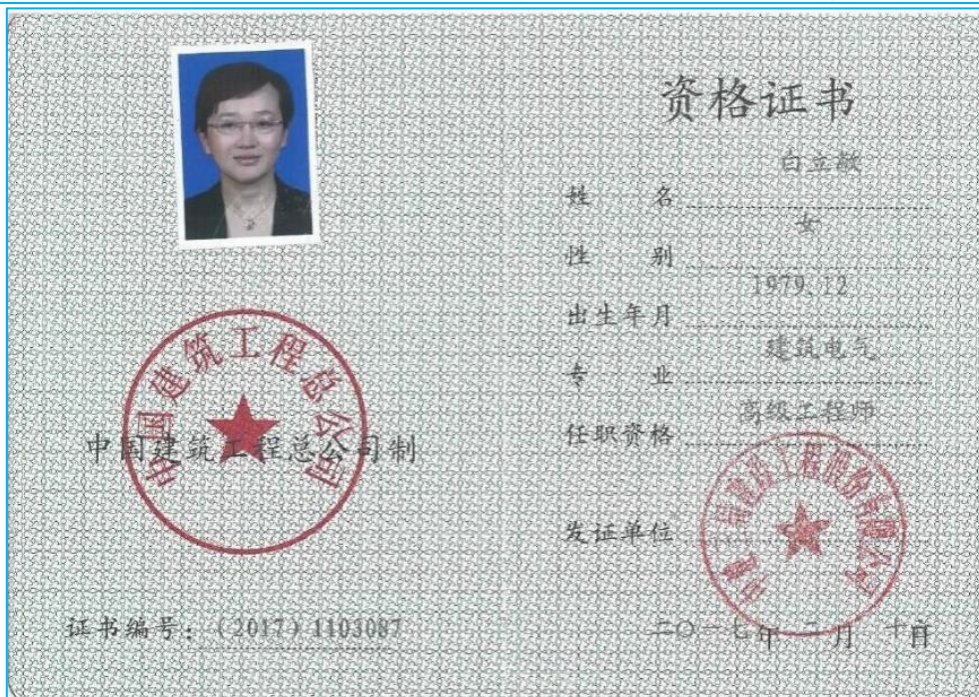 资格证书
姓 名 白立献
性 别 女
出生年月 1979.12
专 业 建筑电气
任职资格 高级工程师
发证单位
中国建筑工程总公司
中国建筑工程总公司制
证书编号：（2017）1103087
二〇一七年二月十日